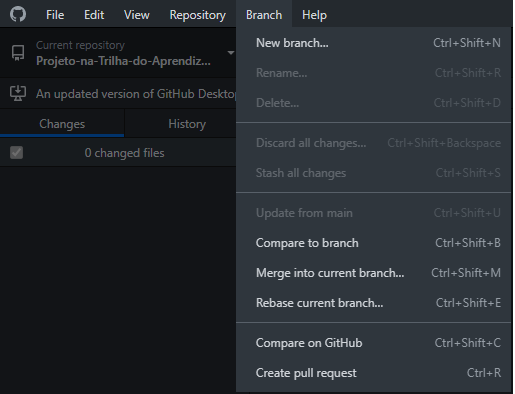 File Edit View Repository Branch Help
Current repository
Projeto-na-Trilha-do-Aprendiz...
An updated version of GitHub Desktop
Changes History
0 changed files
New branch... Ctrl+Shift+N
Rename... Ctrl+Shift+R
Delete... Ctrl+Shift+D
Discard all changes... Ctrl+Shift+Backspace
Stash all changes Ctrl+Shift+S
Update from main Ctrl+Shift+U
Compare to branch Ctrl+Shift+B
Merge into current branch... Ctrl+Shift+M
Rebase current branch... Ctrl+Shift+E
Compare on GitHub Ctrl+Shift+C
Create pull request Ctrl+R